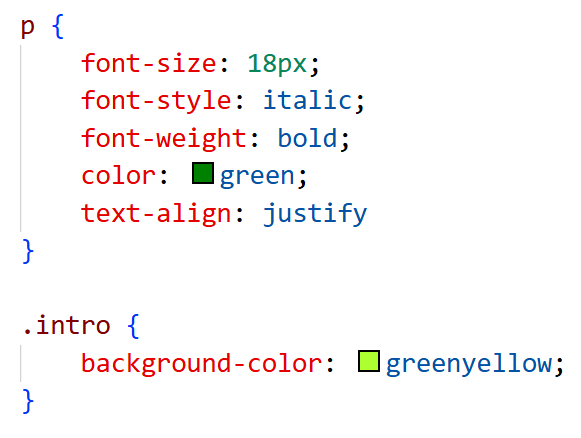 p {
    font-size: 18px;
    font-style: italic;
    font-weight: bold;
    color: green;
    text-align: justify
}

.intro {
    background-color: greenyellow;
}